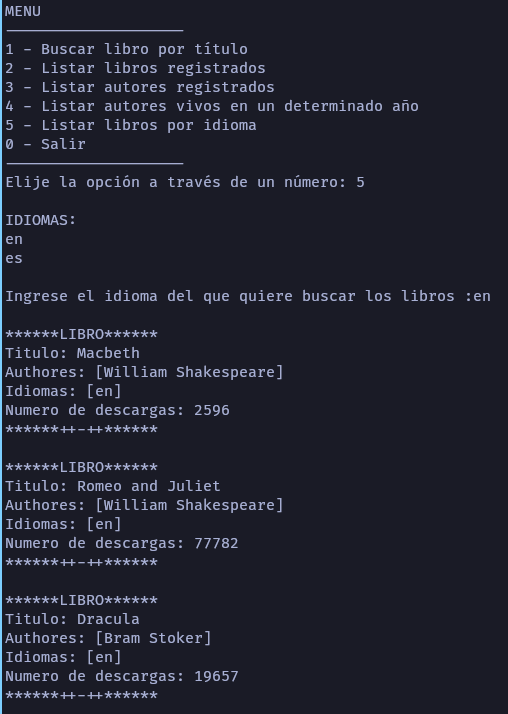 MENU
--------------------
1 - Buscar libro por título
2 - Listar libros registrados
3 - Listar autores registrados
4 - Listar autores vivos en un determinado año
5 - Listar libros por idioma
0 - Salir
--------------------
Elije la opción a través de un número: 5
IDIOMAS:
en
es
Ingrese el idioma del que quiere buscar los libros :en
******LIBRO******
Titulo: Macbeth
Authores: [William Shakespeare]
Idiomas: [en]
Numero de descargas: 2596
******++-++******
******LIBRO******
Titulo: Romeo and Juliet
Authores: [William Shakespeare]
Idiomas: [en]
Numero de descargas: 77782
******++-++******
******LIBRO******
Titulo: Dracula
Authores: [Bram Stoker]
Idiomas: [en]
Numero de descargas: 19657
******++-++******